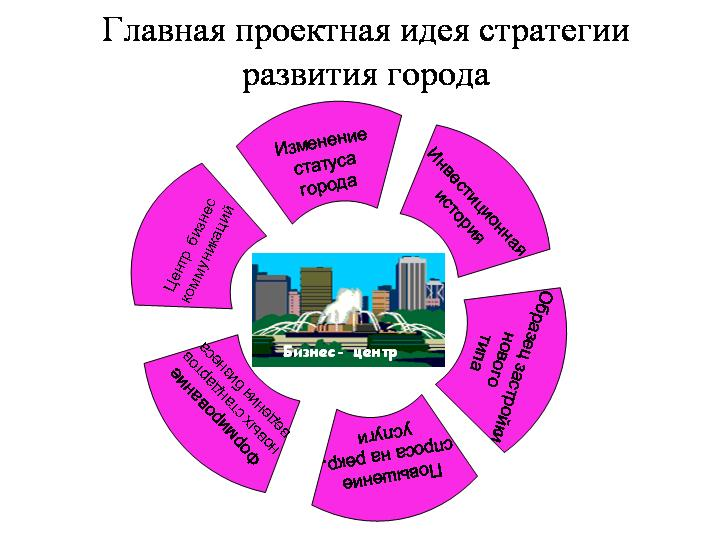 Главная проектная идея стратегии
развития города
Изменение
статуса
города
Инвестиционная
история
Образец застройки
нового
типа
Повышение
спроса на рекр.
услуги
Формирование
новых стандартов
ведения бизнеса
Центр бизнес
коммуникаций
Бизнес- центр